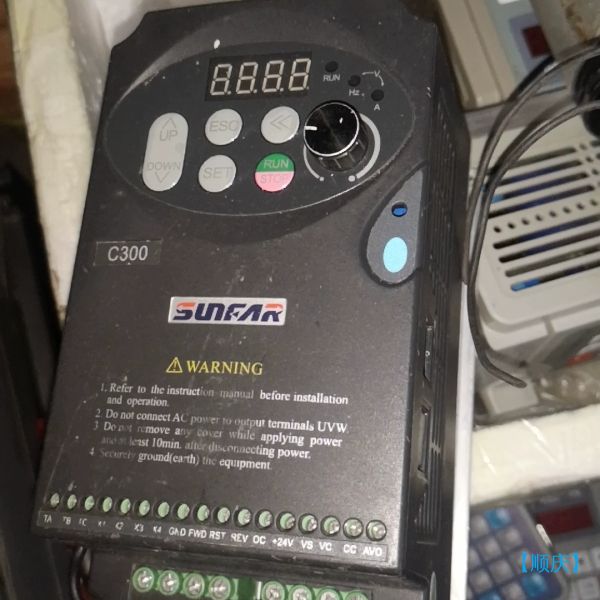 8.8.8.8.
RUN
Hz
V
A
UP
ESC
≪
DOWN
SET
RUN
STOP
C300
SUNFAR
⚠ WARNING
1. Refer to the instruction manual before installation
and operation.
2. Do not connect AC power to output terminals UVW.
3. Do not remove any cover while applying power
and at least 10min. after disconnecting power.
4. Securely ground(earth) the equipment.
TA TB TC X1 X2 X3 X4 GND FWD RST REV OC +24V VS VC CC AVO
【顺庆】